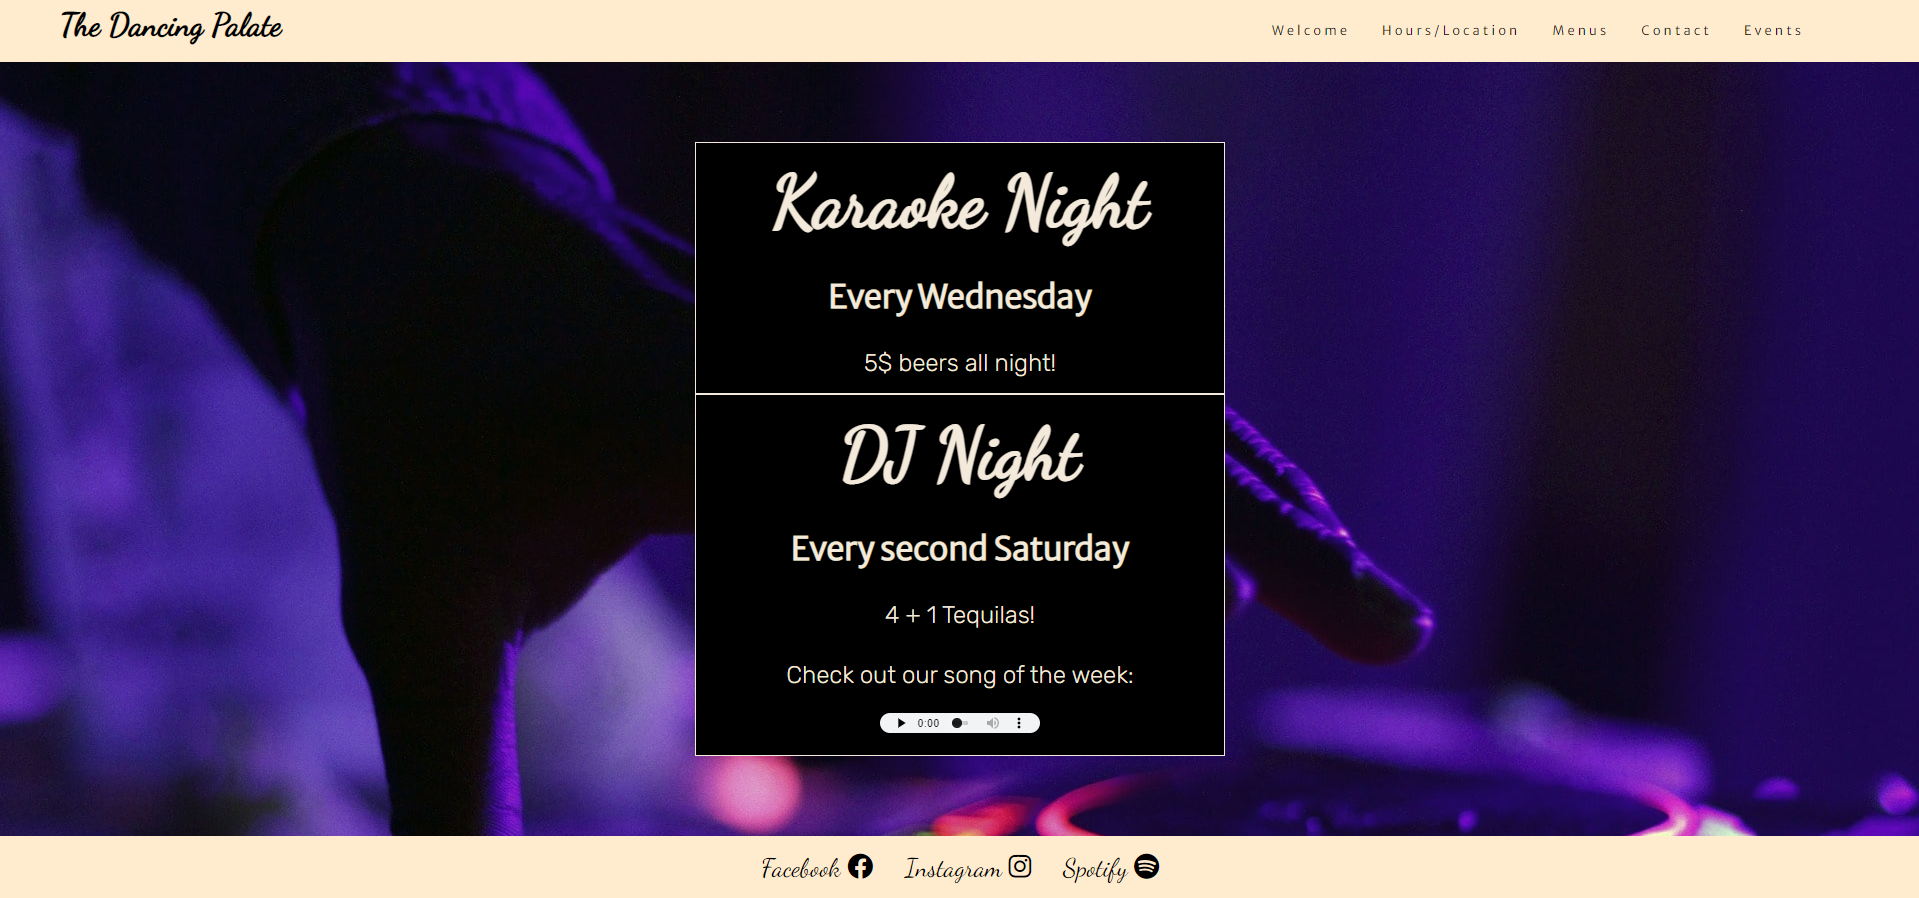 The Dancing Palate
Welcome Hours/Location Menus Contact Events
Karaoke Night
Every Wednesday
5$ beers all night!
DJ Night
Every second Saturday
4 + 1 Tequilas!
Check out our song of the week:
0:00
Facebook Instagram Spotify